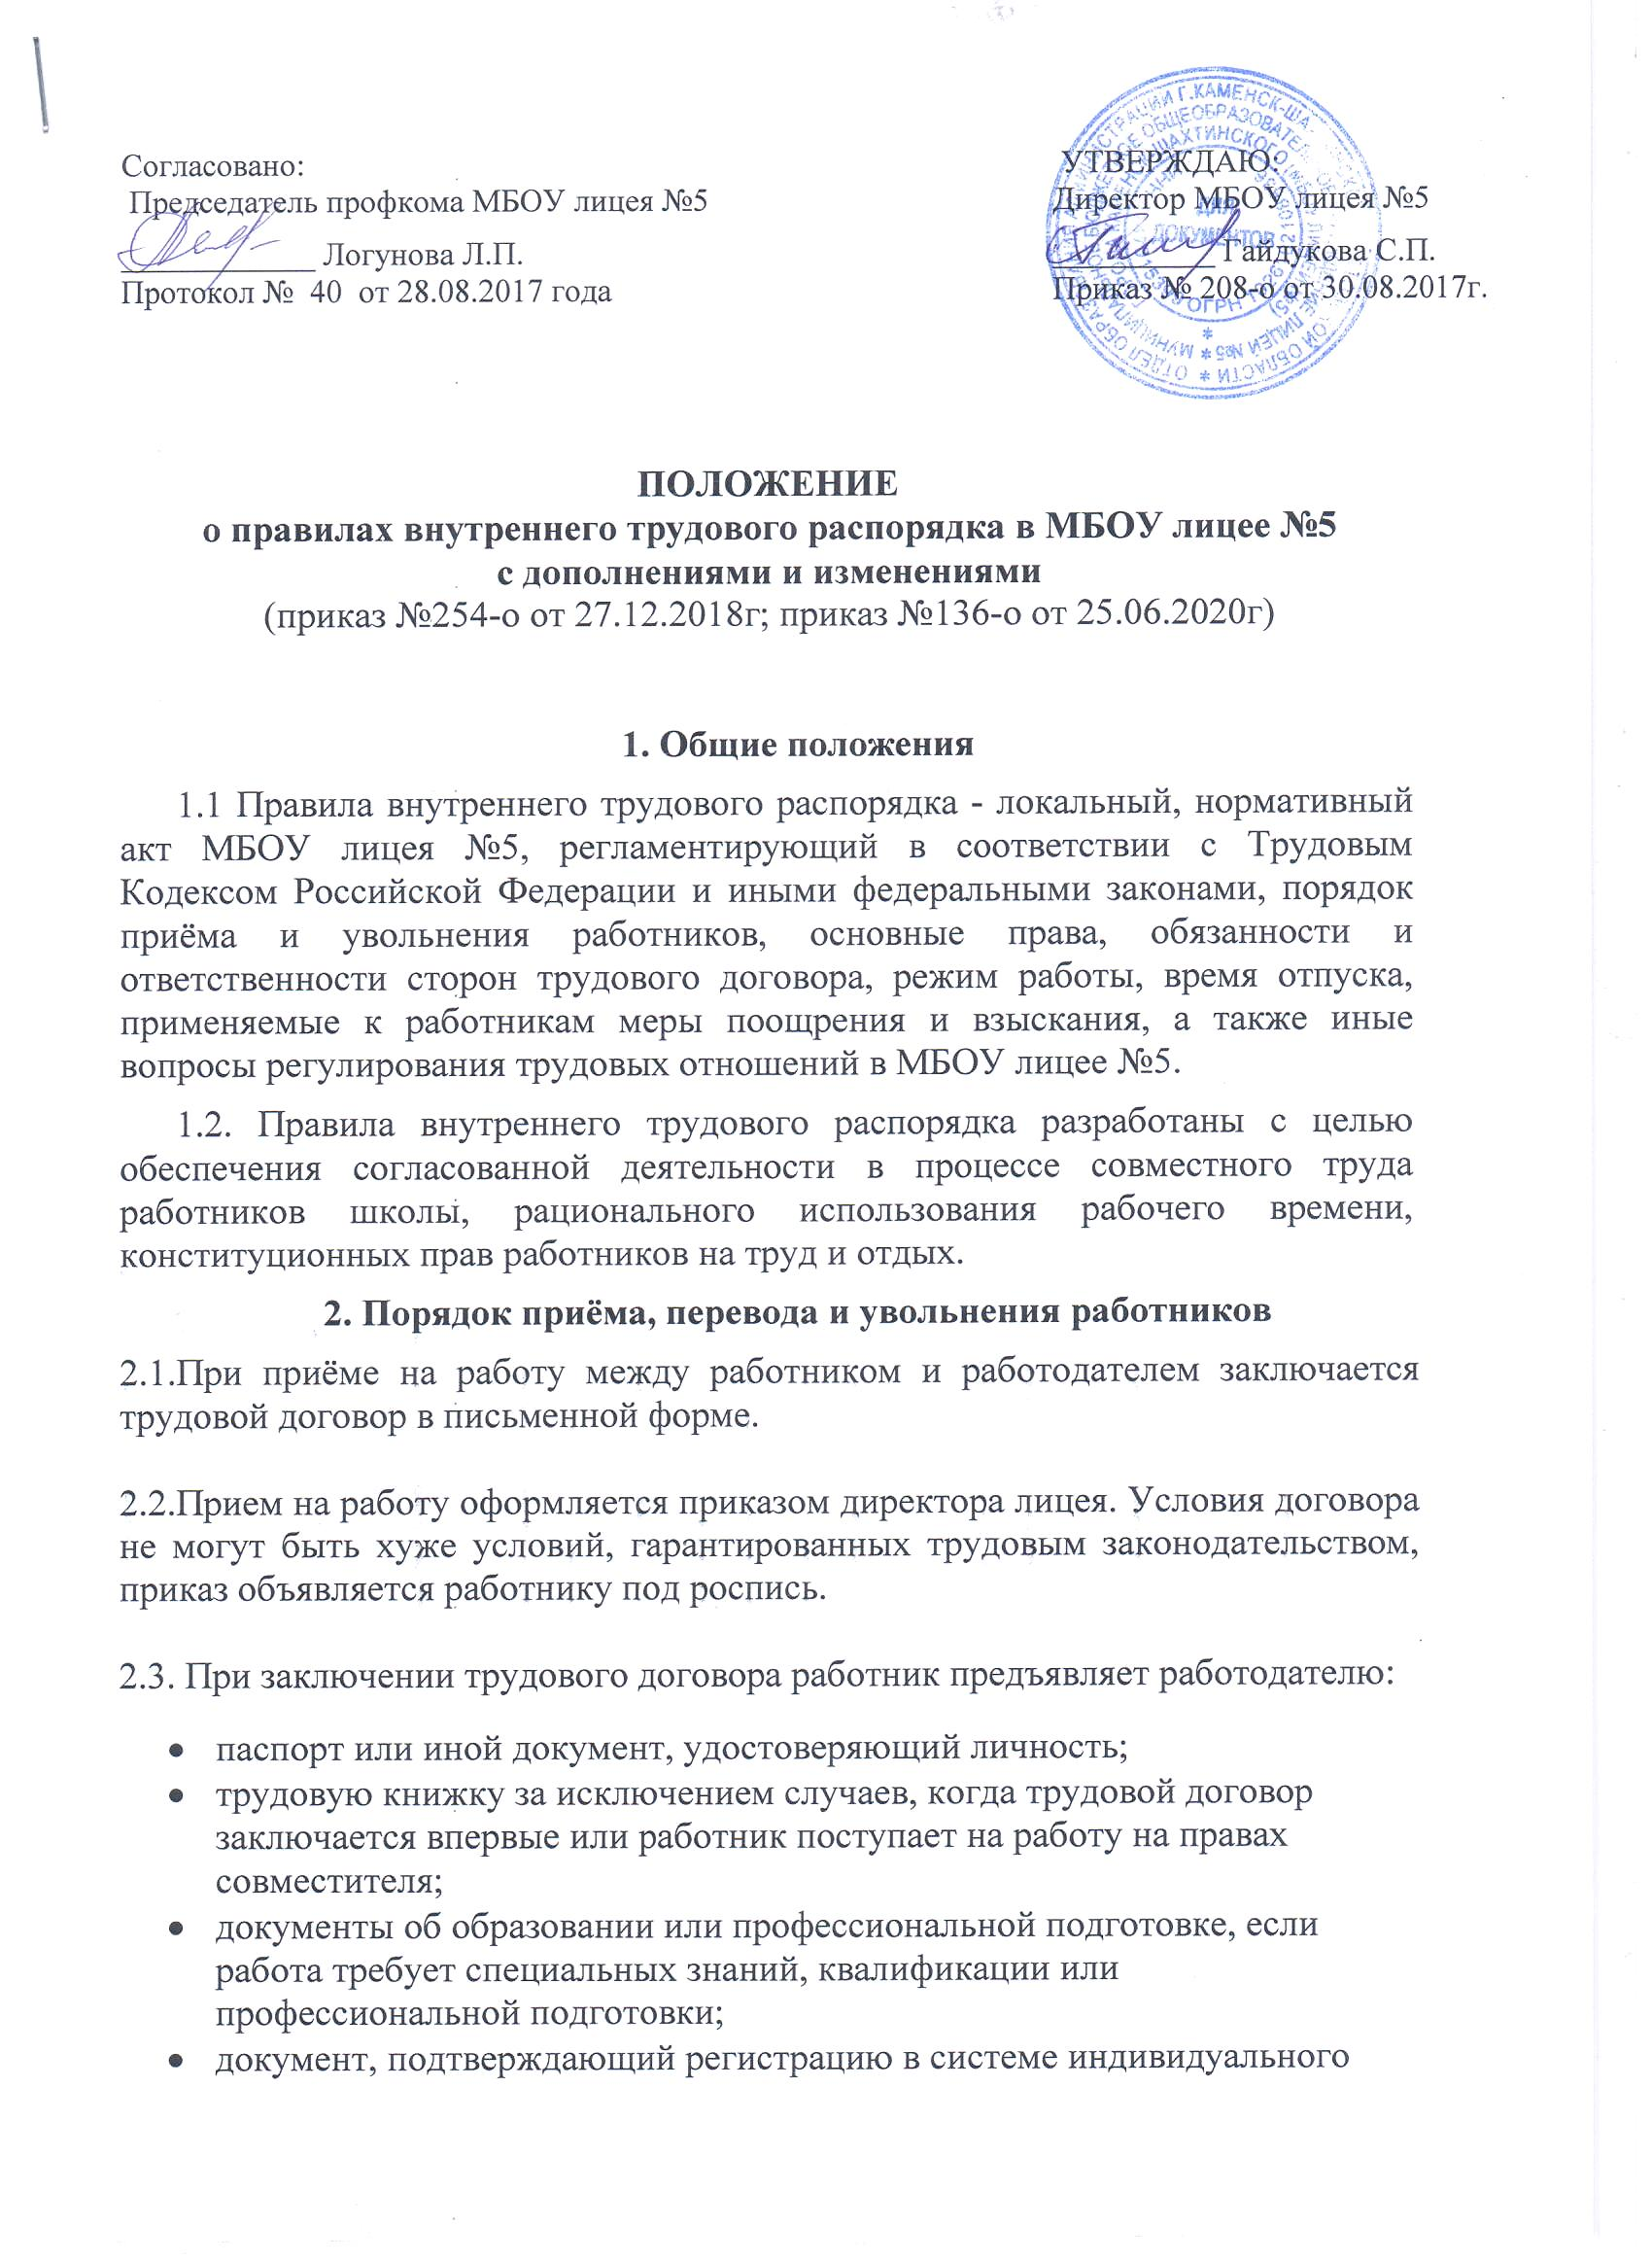 Согласовано:
Председатель профкома МБОУ лицея №5
____________ Логунова Л.П.
Протокол № 40 от 28.08.2017 года
УТВЕРЖДАЮ:
Директор МБОУ лицея №5
__________ Гайдукова С.П.
Приказ № 208-о от 30.08.2017г.
ДЛЯ
ДОКУМЕНТОВ
ПОЛОЖЕНИЕ
о правилах внутреннего трудового распорядка в МБОУ лицее №5
с дополнениями и изменениями
(приказ №254-о от 27.12.2018г; приказ №136-о от 25.06.2020г)
1. Общие положения
1.1 Правила внутреннего трудового распорядка - локальный, нормативный
акт МБОУ лицея №5, регламентирующий в соответствии с Трудовым
Кодексом Российской Федерации и иными федеральными законами, порядок
приёма и увольнения работников, основные права, обязанности и
ответственности сторон трудового договора, режим работы, время отпуска,
применяемые к работникам меры поощрения и взыскания, а также иные
вопросы регулирования трудовых отношений в МБОУ лицее №5.
1.2. Правила внутреннего трудового распорядка разработаны с целью
обеспечения согласованной деятельности в процессе совместного труда
работников школы, рационального использования рабочего времени,
конституционных прав работников на труд и отдых.
2. Порядок приёма, перевода и увольнения работников
2.1.При приёме на работу между работником и работодателем заключается
трудовой договор в письменной форме.
2.2.Прием на работу оформляется приказом директора лицея. Условия договора
не могут быть хуже условий, гарантированных трудовым законодательством,
приказ объявляется работнику под роспись.
2.3. При заключении трудового договора работник предъявляет работодателю:
• паспорт или иной документ, удостоверяющий личность;
• трудовую книжку за исключением случаев, когда трудовой договор
заключается впервые или работник поступает на работу на правах
совместителя;
• документы об образовании или профессиональной подготовке, если
работа требует специальных знаний, квалификации или
профессиональной подготовки;
• документ, подтверждающий регистрацию в системе индивидуального